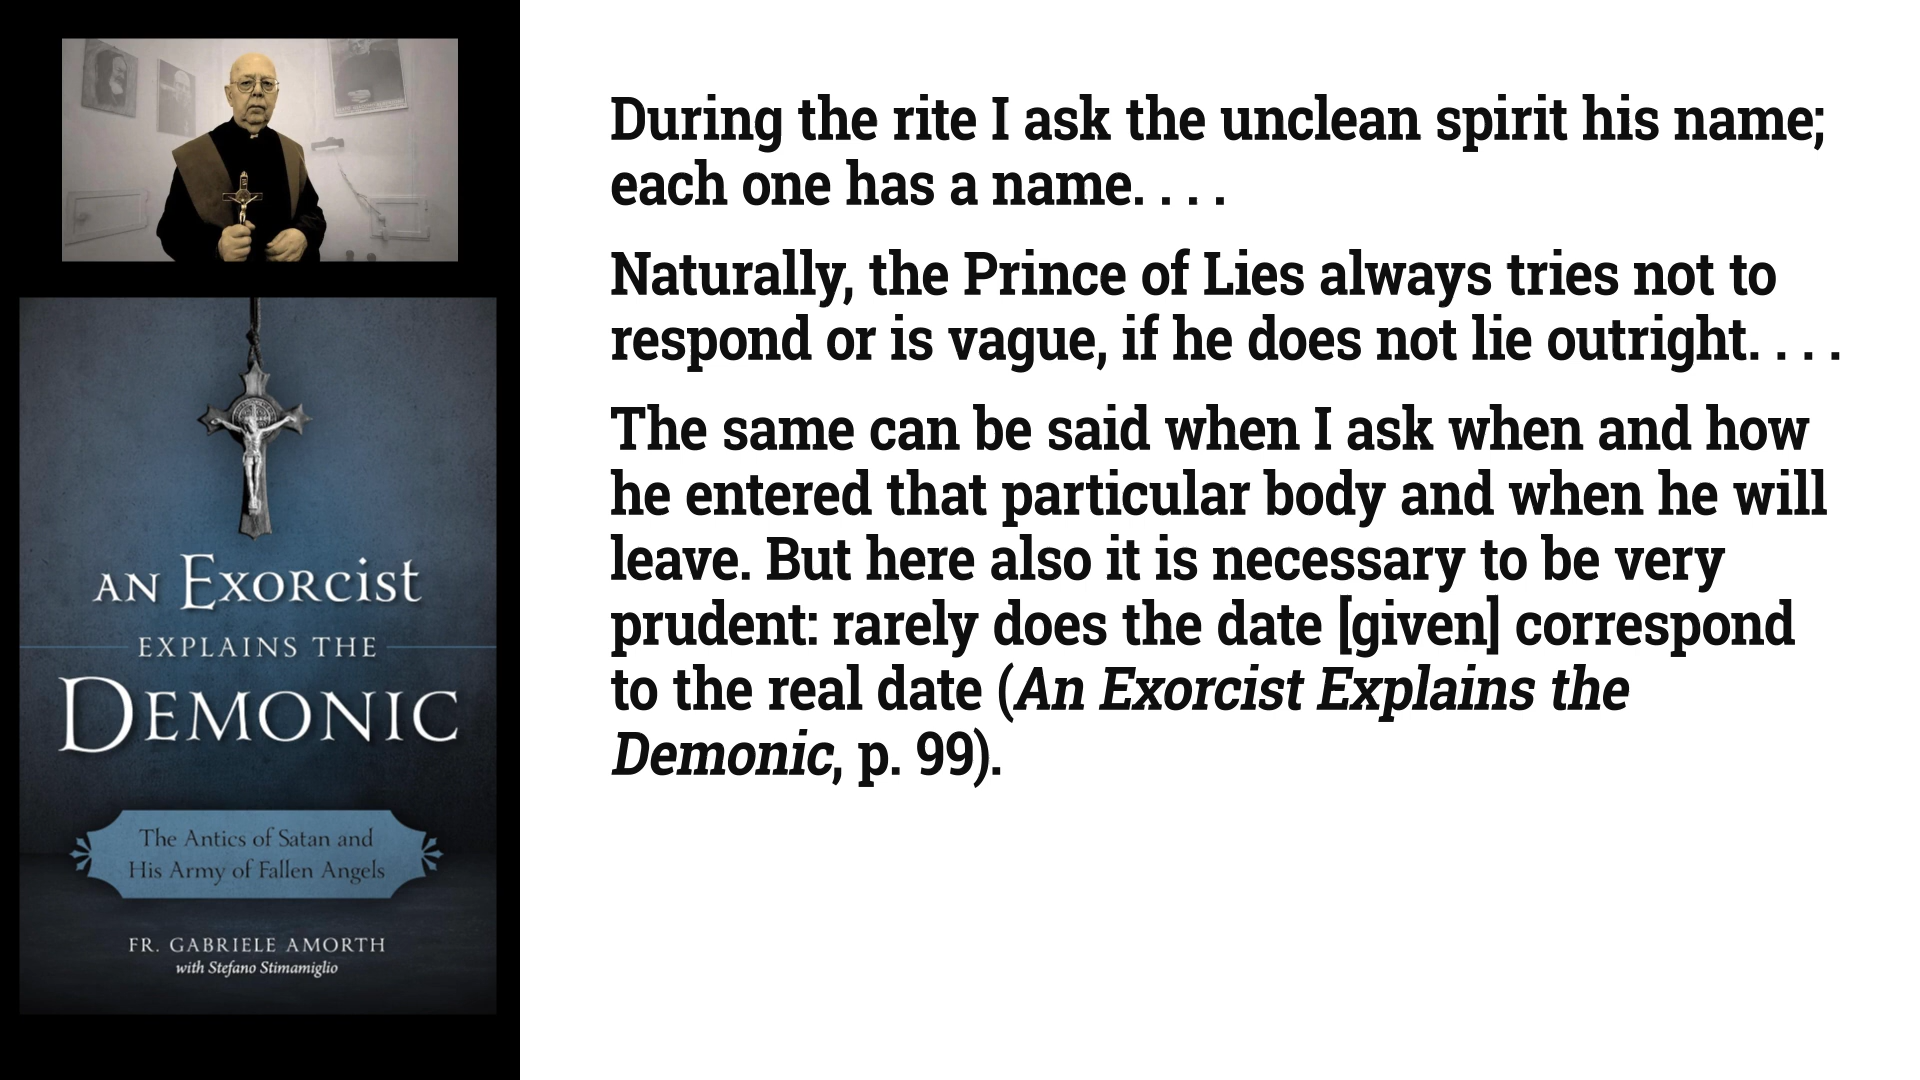 During the rite I ask the unclean spirit his name;
each one has a name. . . .
Naturally, the Prince of Lies always tries not to
respond or is vague, if he does not lie outright. . . .
The same can be said when I ask when and how
he entered that particular body and when he will
leave. But here also it is necessary to be very
prudent: rarely does the date [given] correspond
to the real date (An Exorcist Explains the
Demonic, p. 99).
AN EXORCIST
EXPLAINS THE
DEMONIC
The Antics of Satan and
His Army of Fallen Angels
FR. GABRIELE AMORTH
with Stefano Stimamiglio